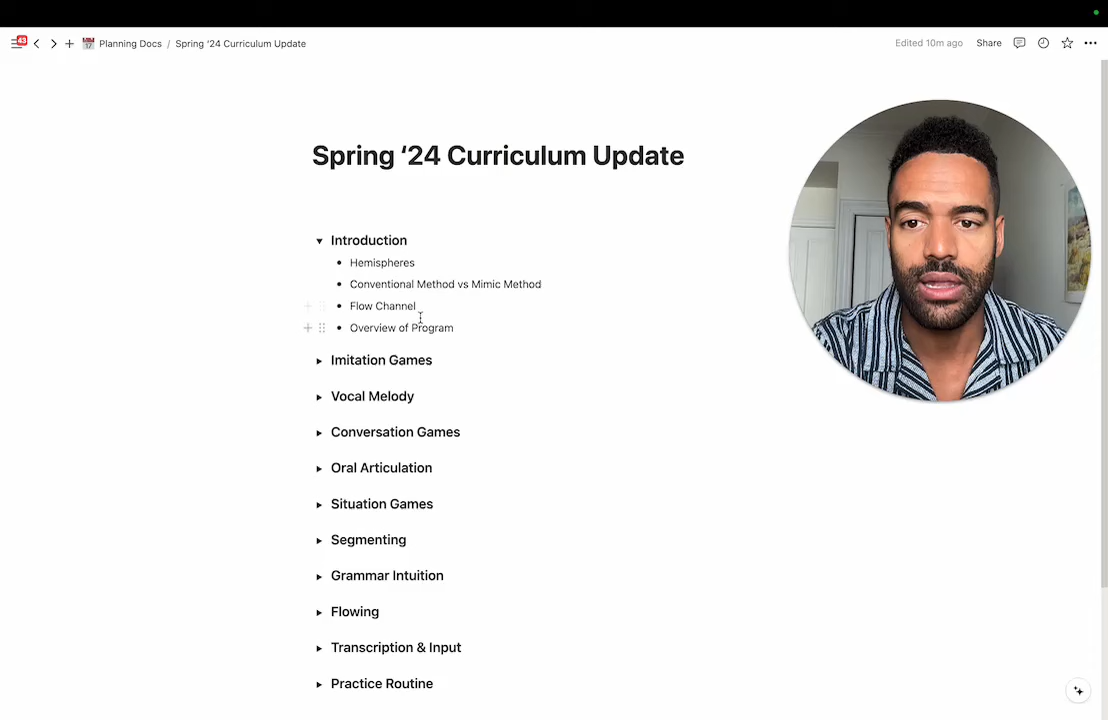 43
17
Planning Docs / Spring ‘24 Curriculum Update
Edited 10m ago
Share
Spring ‘24 Curriculum Update
Introduction
Hemispheres
Conventional Method vs Mimic Method
Flow Channel
Overview of Program
Imitation Games
Vocal Melody
Conversation Games
Oral Articulation
Situation Games
Segmenting
Grammar Intuition
Flowing
Transcription & Input
Practice Routine